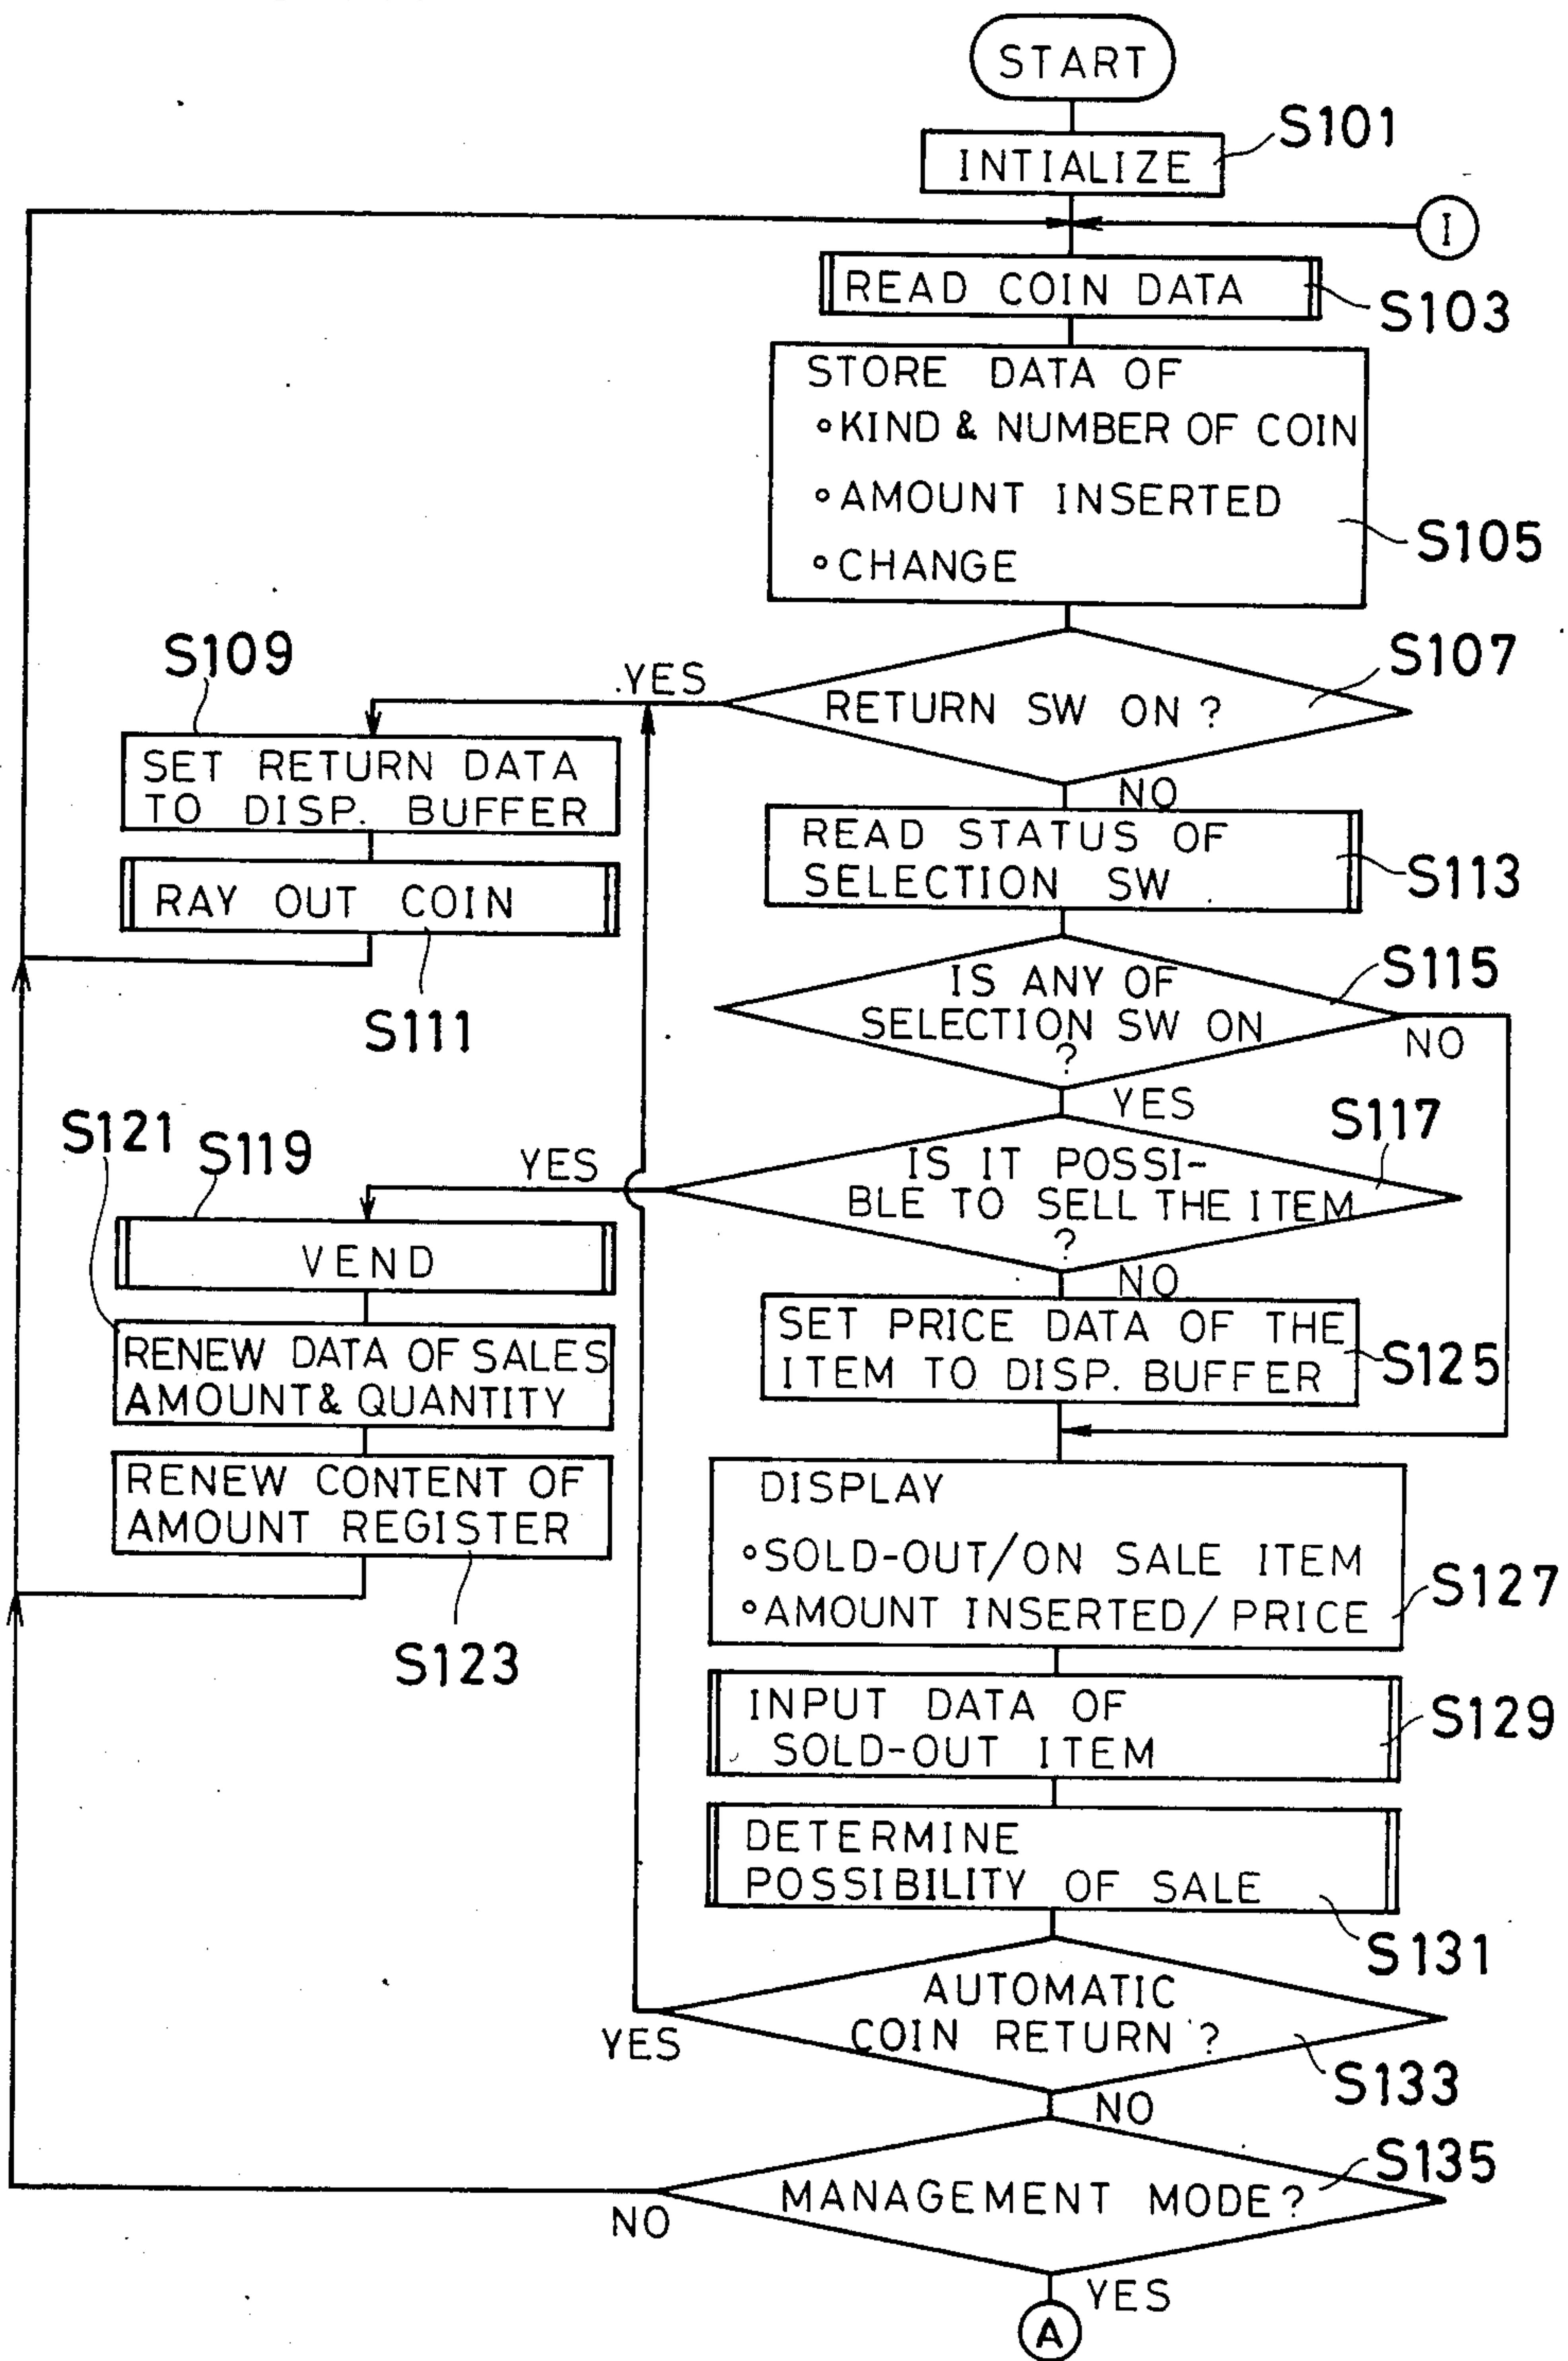 START
S101
INTIALIZE
I
READ COIN DATA
S103
STORE DATA OF
∘KIND & NUMBER OF COIN
∘AMOUNT INSERTED
∘CHANGE
S105
S107
RETURN SW ON ?
YES
NO
S109
SET RETURN DATA
TO DISP. BUFFER
RAY OUT COIN
S111
READ STATUS OF
SELECTION SW
S113
S115
IS ANY OF
SELECTION SW ON
?
NO
YES
S117
IS IT POSSI-
BLE TO SELL THE ITEM
?
YES
NO
S121
S119
VEND
RENEW DATA OF SALES
AMOUNT& QUANTITY
RENEW CONTENT OF
AMOUNT REGISTER
S123
SET PRICE DATA OF THE
ITEM TO DISP. BUFFER
S125
DISPLAY
∘SOLD-OUT/ON SALE ITEM
∘AMOUNT INSERTED/PRICE
S127
INPUT DATA OF
SOLD-OUT ITEM
S129
DETERMINE
POSSIBILITY OF SALE
S131
AUTOMATIC
COIN RETURN ?
YES
S133
NO
S135
MANAGEMENT MODE?
NO
YES
A